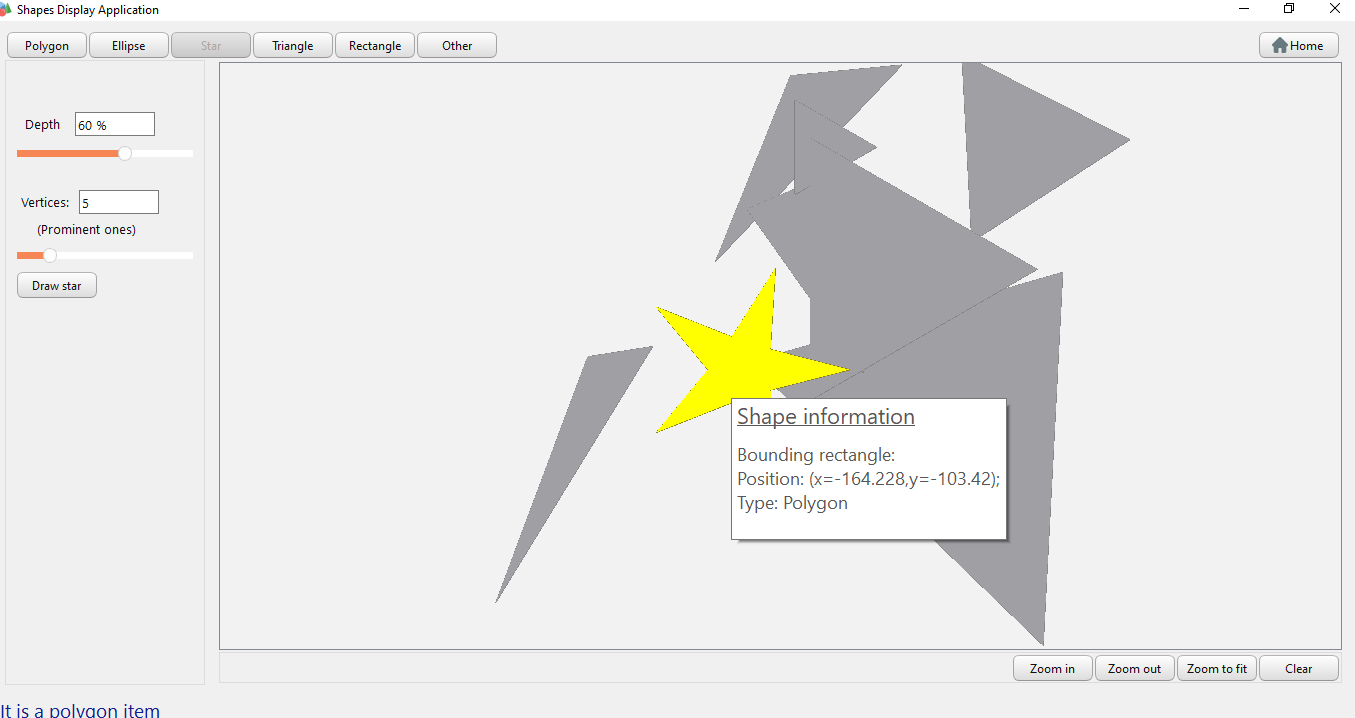 Shapes Display Application
Polygon Ellipse Star Triangle Rectangle Other Home
Depth 60 %
Vertices: 5
(Prominent ones)
Draw star
Shape information
Bounding rectangle:
Position: (x=-164.228,y=-103.42);
Type: Polygon
Zoom in Zoom out Zoom to fit Clear
It is a polygon item